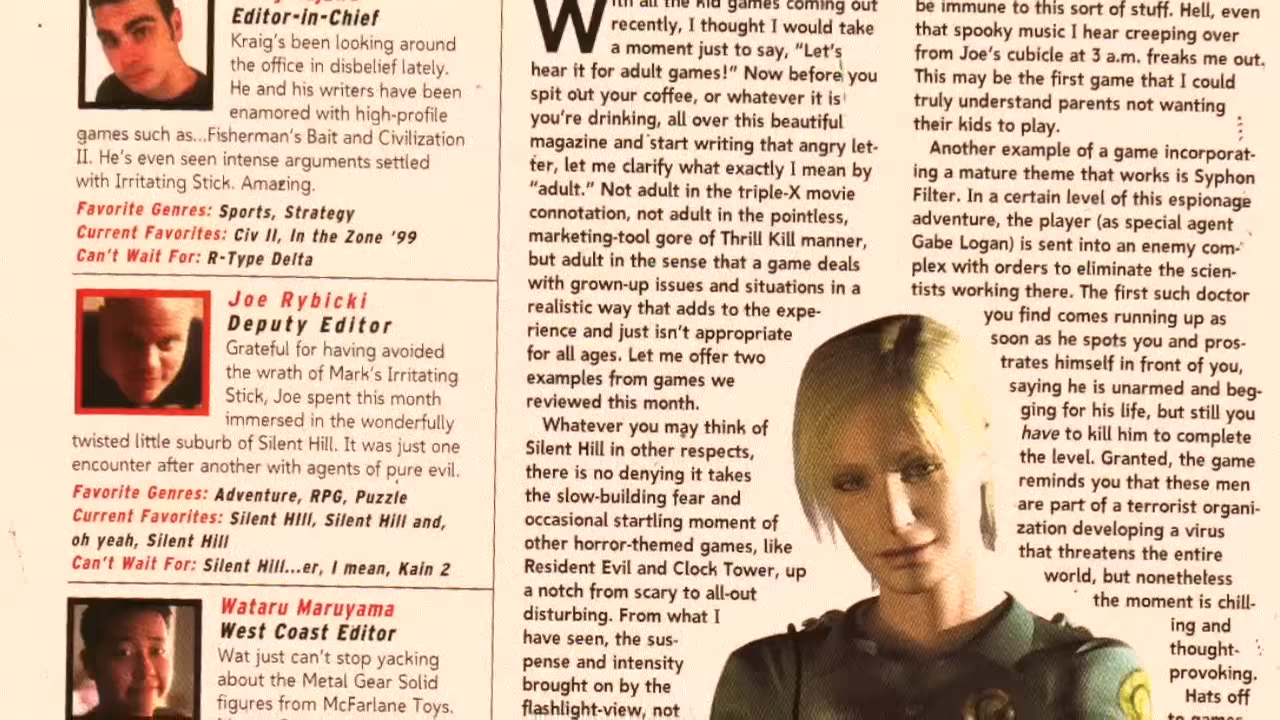 Editor-in-Chief
Kraig's been looking around
the office in disbelief lately.
He and his writers have been
enamored with high-profile
games such as...Fisherman's Bait and Civilization
II. He's even seen intense arguments settled
with Irritating Stick. Amazing.
Favorite Genres: Sports, Strategy
Current Favorites: Civ II, In the Zone '99
Can't Wait For: R-Type Delta
Joe Rybicki
Deputy Editor
Grateful for having avoided
the wrath of Mark's Irritating
Stick, Joe spent this month
immersed in the wonderfully
twisted little suburb of Silent Hill. It was just one
encounter after another with agents of pure evil.
Favorite Genres: Adventure, RPG, Puzzle
Current Favorites: Silent HIll, Silent Hill and,
oh yeah, Silent Hill
Can't Wait For: Silent Hill...er, I mean, Kain 2
Wataru Maruyama
West Coast Editor
Wat just can't stop yacking
about the Metal Gear Solid
figures from McFarlane Toys.
With all the kid games coming out
recently, I thought I would take
a moment just to say, "Let's
hear it for adult games!" Now before you
spit out your coffee, or whatever it is
you're drinking, all over this beautiful
magazine and start writing that angry let-
ter, let me clarify what exactly I mean by
"adult." Not adult in the triple-X movie
connotation, not adult in the pointless,
marketing-tool gore of Thrill Kill manner,
but adult in the sense that a game deals
with grown-up issues and situations in a
realistic way that adds to the expe-
rience and just isn't appropriate
for all ages. Let me offer two
examples from games we
reviewed this month.
Whatever you may think of
Silent Hill in other respects,
there is no denying it takes
the slow-building fear and
occasional startling moment of
other horror-themed games, like
Resident Evil and Clock Tower, up
a notch from scary to all-out
disturbing. From what I
have seen, the sus-
pense and intensity
brought on by the
flashlight-view, not
be immune to this sort of stuff. Hell, even
that spooky music I hear creeping over
from Joe's cubicle at 3 a.m. freaks me out.
This may be the first game that I could
truly understand parents not wanting
their kids to play.
Another example of a game incorporat-
ing a mature theme that works is Syphon
Filter. In a certain level of this espionage
adventure, the player (as special agent
Gabe Logan) is sent into an enemy com-
plex with orders to eliminate the scien-
tists working there. The first such doctor
you find comes running up as
soon as he spots you and pros-
trates himself in front of you,
saying he is unarmed and beg-
ging for his life, but still you
have to kill him to complete
the level. Granted, the game
reminds you that these men
are part of a terrorist organi-
zation developing a virus
that threatens the entire
world, but nonetheless
the moment is chill-
ing and
thought-
provoking.
Hats off
to games